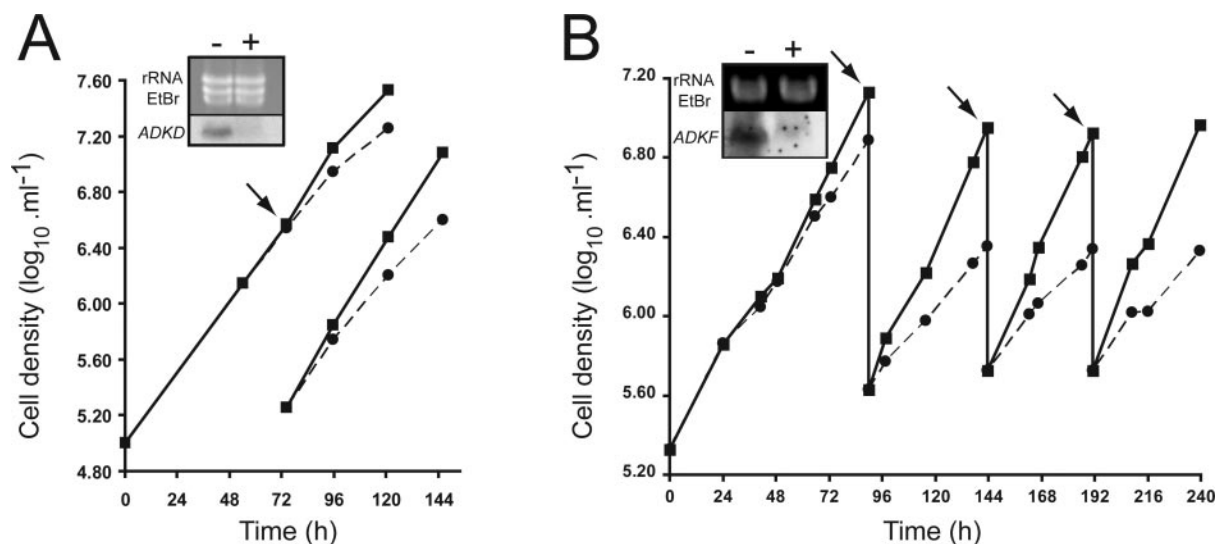 A
- +
rRNA
EtBr
ADKD
Cell density (log10 .ml-1)
7.60
7.20
6.80
6.40
6.00
5.60
5.20
4.80
0 24 48 72 96 120 144
Time (h)
B
- +
rRNA
EtBr
ADKF
Cell density (log10 .ml-1)
7.20
6.80
6.40
6.00
5.60
5.20
0 24 48 72 96 120 144 168 192 216 240
Time (h)